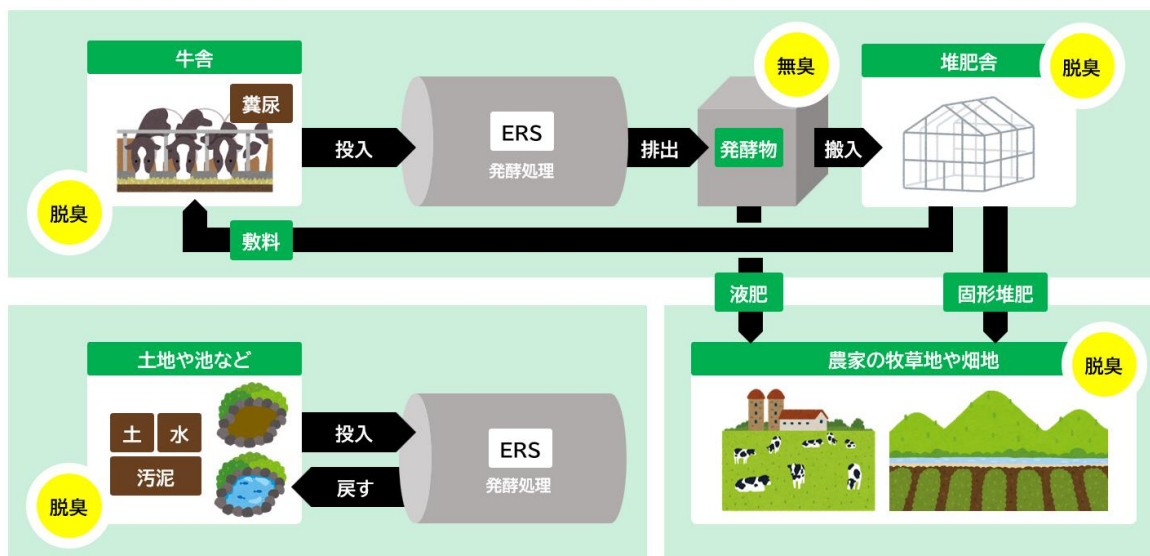 牛舎
糞尿
脱臭
投入
ERS
発酵処理
排出
無臭
発酵物
搬入
堆肥舎
脱臭
敷料
液肥
固形堆肥
土地や池など
土
水
汚泥
脱臭
投入
戻す
ERS
発酵処理
農家の牧草地や畑地
脱臭